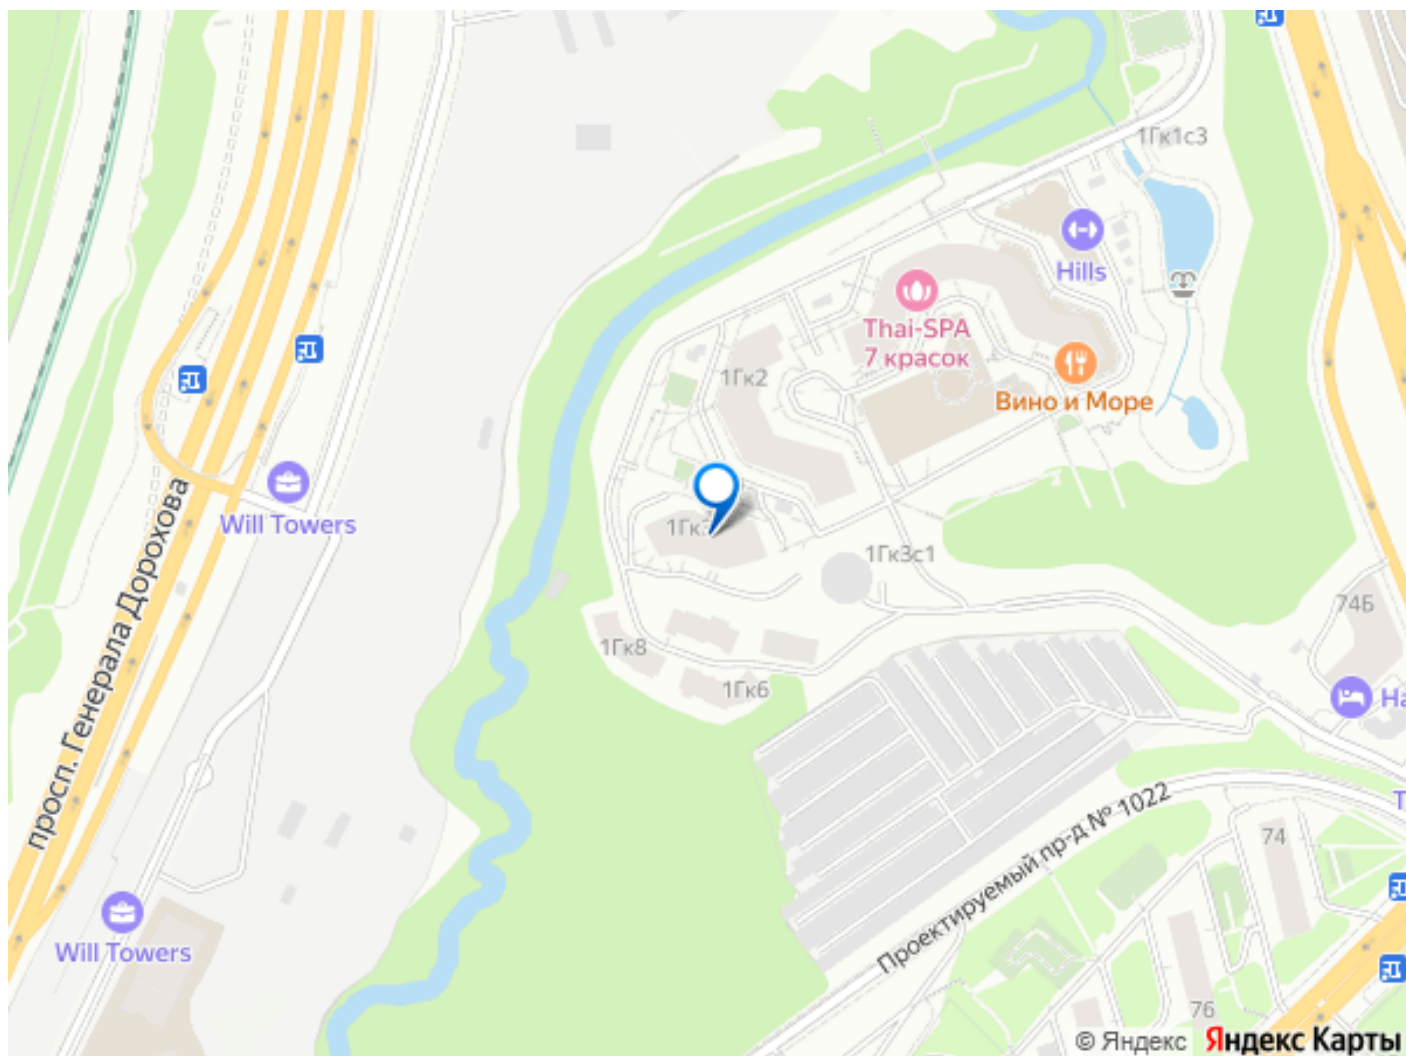 1Гк1с3
Hills
Thai-SPA
7 красок
1Гк2
Вино и Море
Will Towers
1Гк3с1
просп. Генерала Дорохова
74Б
1Гк8
1Гк6
Проектируемый пр-д № 1022
74
Will Towers
76
© Яндекс Яндекс Карты